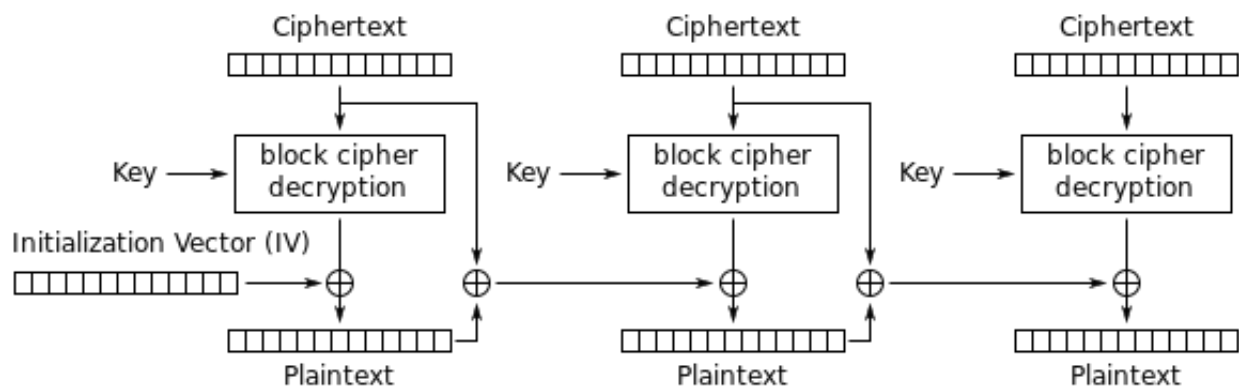 Ciphertext
Ciphertext
Ciphertext
Key
block cipher
decryption
Key
block cipher
decryption
Key
block cipher
decryption
Initialization Vector (IV)
Plaintext
Plaintext
Plaintext